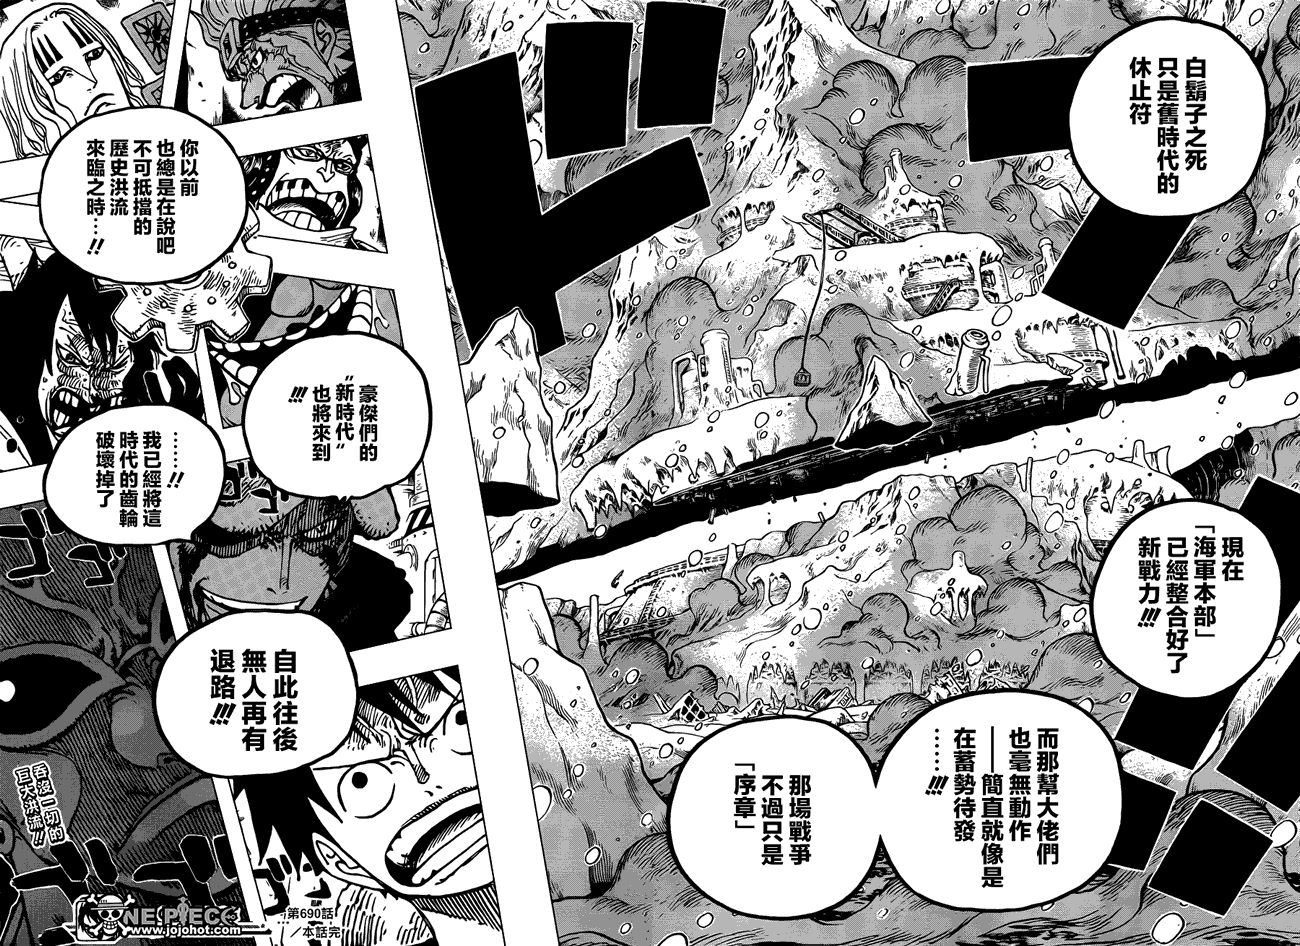 白鬍子之死
只是舊時代的
休止符
現在
「海軍本部」
已經整合好了
新戰力!!!
而那幫大佬們
也毫無動作
——簡直就像是
在蓄勢待發
……!!!
那場戰爭
不過只是
「序章」
ドン
你以前
也總是在說吧
不可抵擋的
歷史洪流
來臨之時…!!
豪傑們的
“新時代”
也將來到
!!!
……!!
我已經將這
時代的齒輪
破壞掉了
自此往後
無人再有
退路!!!
吞沒一切的
巨大洪流!!
ゴゴゴ
ONE PIECE
www.jojohot.com
第690話
／本話完